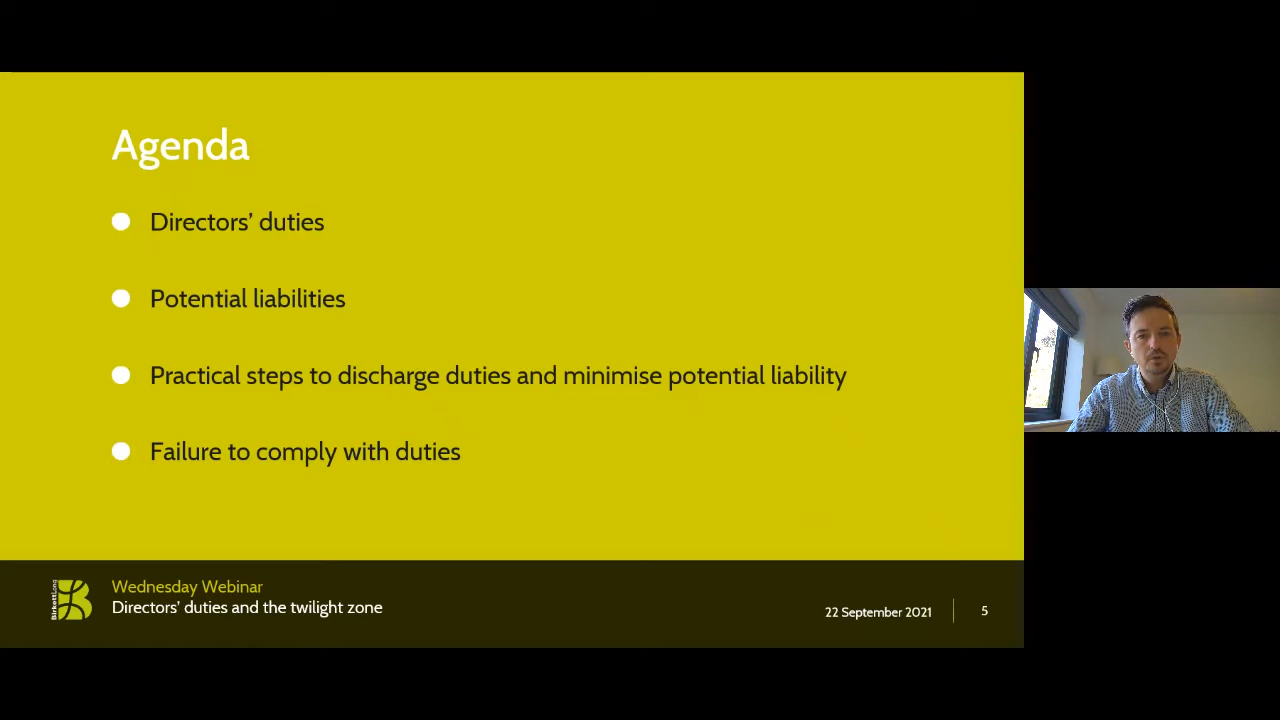 Agenda
Directors’ duties
Potential liabilities
Practical steps to discharge duties and minimise potential liability
Failure to comply with duties
BirkettLong
Wednesday Webinar
Directors’ duties and the twilight zone
22 September 2021
5